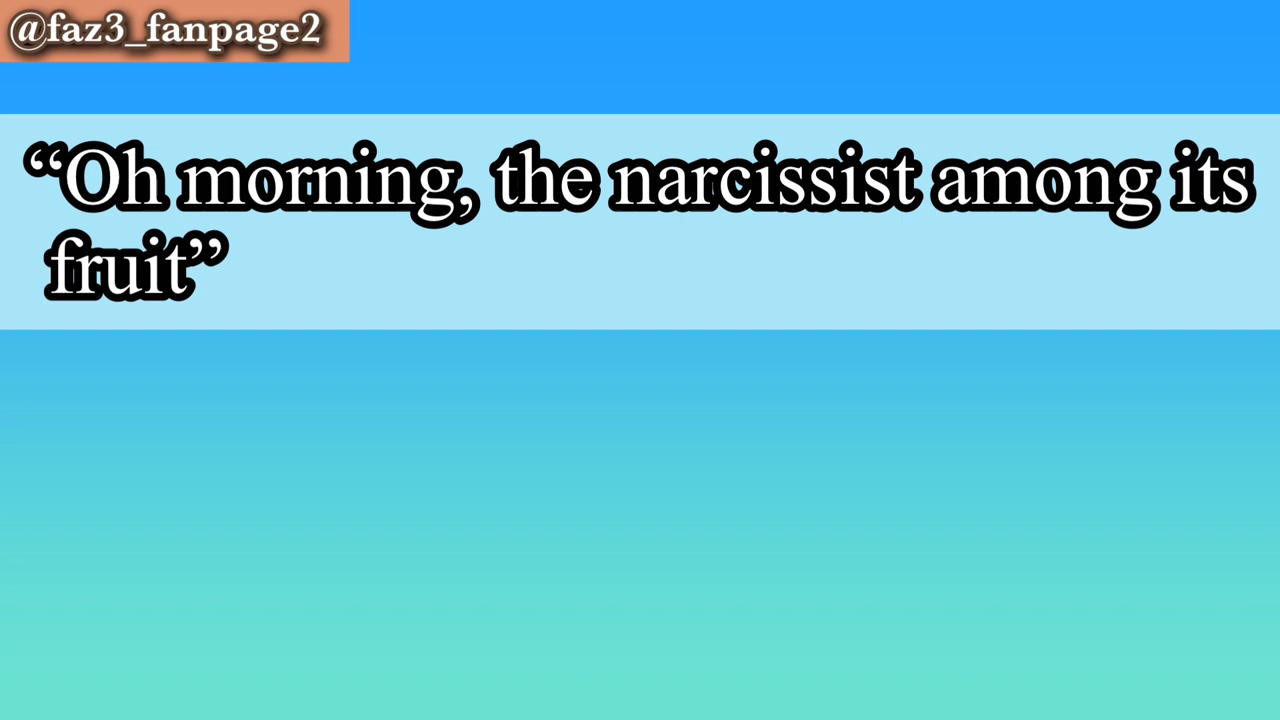 @faz3_fanpage2
“Oh morning, the narcissist among its
fruit”